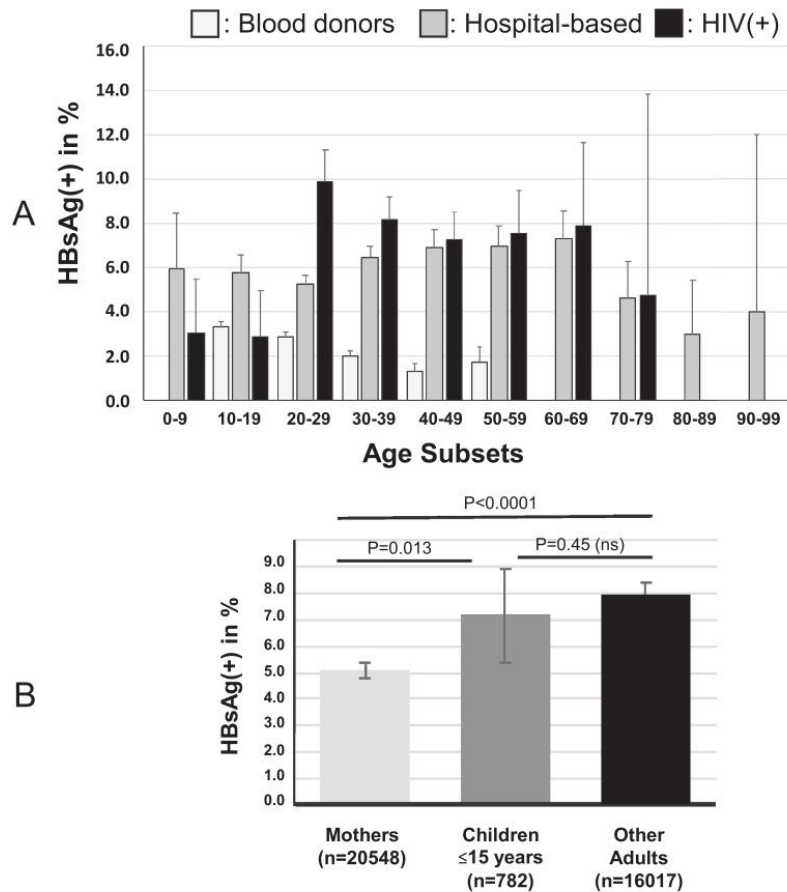 : Blood donors : Hospital-based : HIV(+)
A
HBsAg(+) in %
16.0
14.0
12.0
10.0
8.0
6.0
4.0
2.0
0.0
0-9 10-19 20-29 30-39 40-49 50-59 60-69 70-79 80-89 90-99
Age Subsets
B
P<0.0001
P=0.013 P=0.45 (ns)
HBsAg(+) in %
9.0
8.0
7.0
6.0
5.0
4.0
3.0
2.0
1.0
0.0
Mothers Children Other
(n=20548) ≤15 years Adults
(n=782) (n=16017)